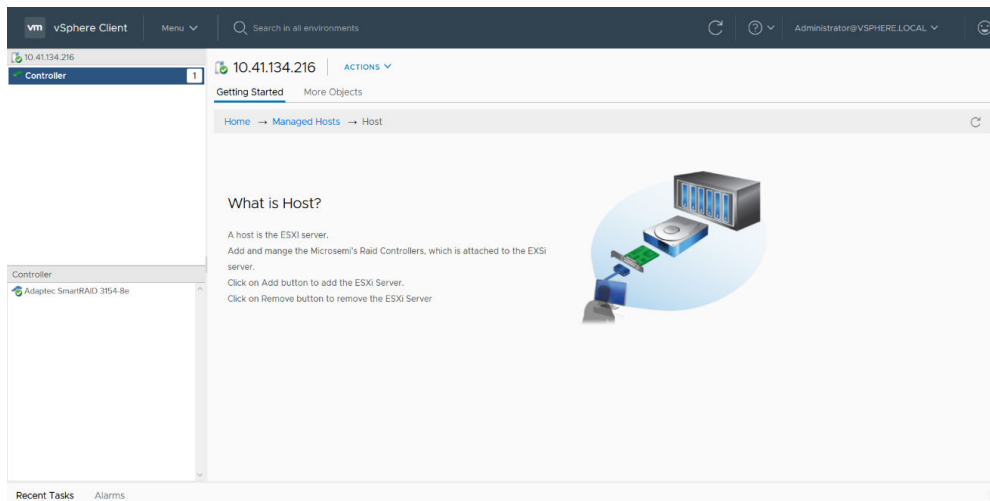 vm vSphere Client Menu Search in all environments Administrator@VSPHERE.LOCAL
10.41.134.216
Controller 1
10.41.134.216 ACTIONS
Getting Started More Objects
Home → Managed Hosts → Host
What is Host?
A host is the ESXI server.
Add and mange the Microsemi's Raid Controllers, which is attached to the EXSi
server.
Click on Add button to add the ESXi Server.
Click on Remove button to remove the ESXi Server
Controller
Adaptec SmartRAID 3154-8e
Recent Tasks Alarms